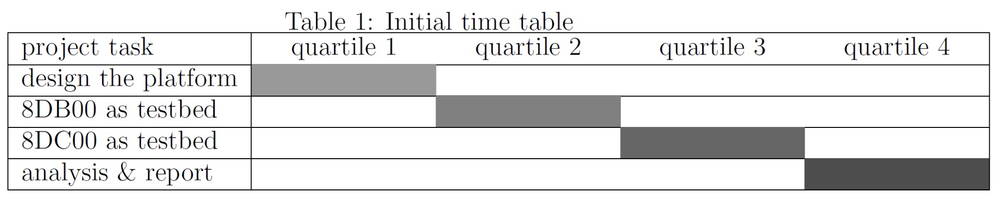 Table 1: Initial time table
project task quartile 1 quartile 2 quartile 3 quartile 4
design the platform
8DB00 as testbed
8DC00 as testbed
analysis & report